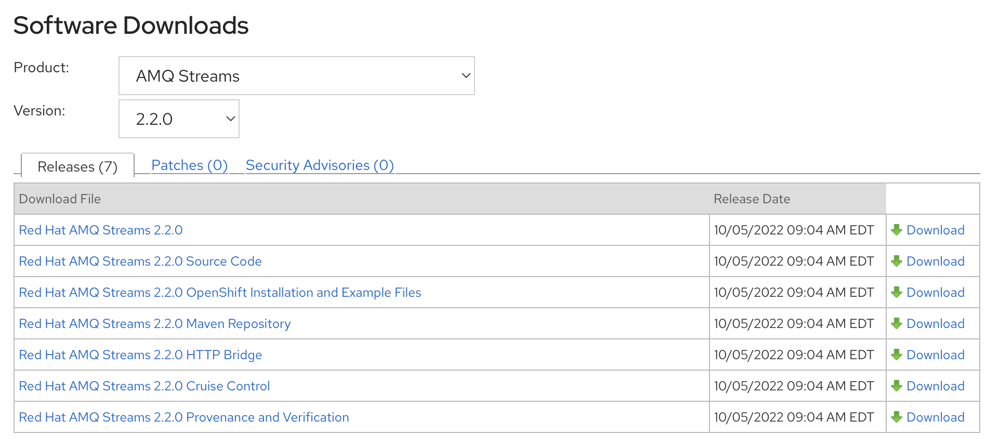 Software Downloads
Product: AMQ Streams
Version: 2.2.0
Releases (7) Patches (0) Security Advisories (0)
Download File Release Date
Red Hat AMQ Streams 2.2.0 10/05/2022 09:04 AM EDT Download
Red Hat AMQ Streams 2.2.0 Source Code 10/05/2022 09:04 AM EDT Download
Red Hat AMQ Streams 2.2.0 OpenShift Installation and Example Files 10/05/2022 09:04 AM EDT Download
Red Hat AMQ Streams 2.2.0 Maven Repository 10/05/2022 09:04 AM EDT Download
Red Hat AMQ Streams 2.2.0 HTTP Bridge 10/05/2022 09:04 AM EDT Download
Red Hat AMQ Streams 2.2.0 Cruise Control 10/05/2022 09:04 AM EDT Download
Red Hat AMQ Streams 2.2.0 Provenance and Verification 10/05/2022 09:04 AM EDT Download